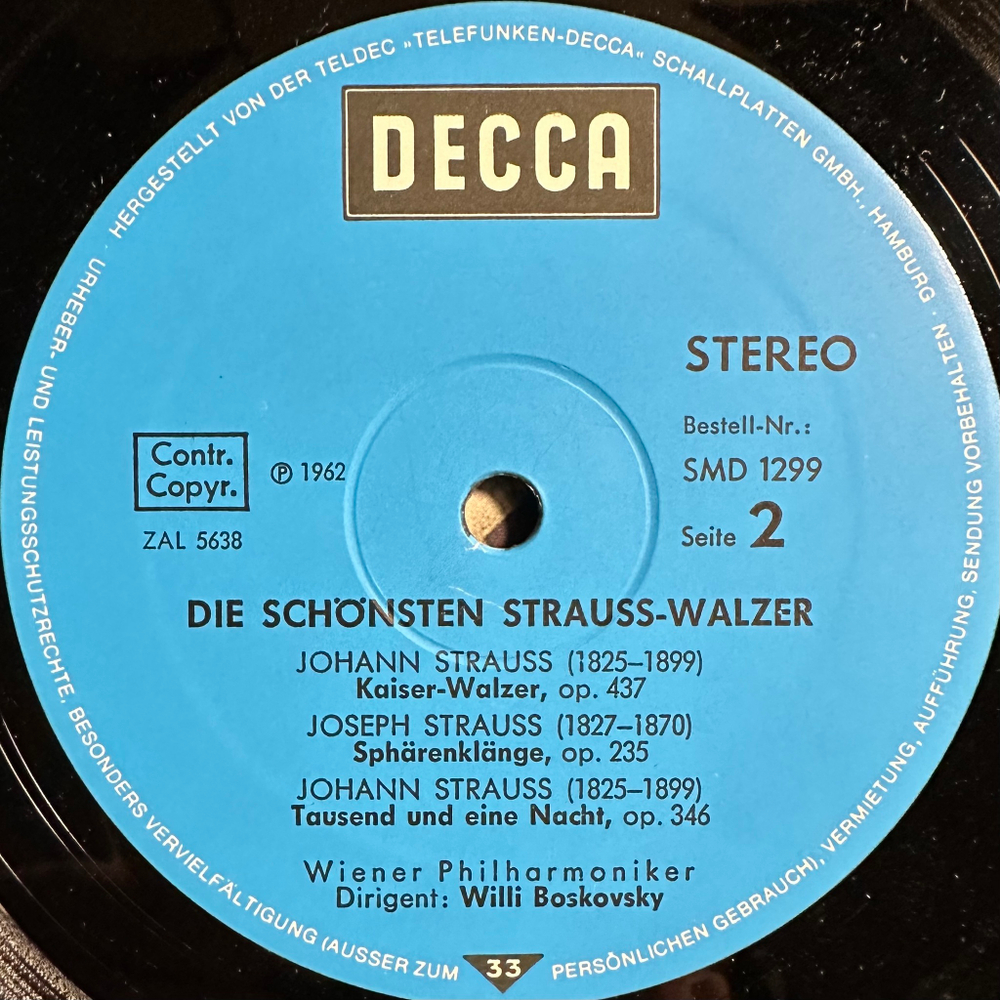 HERGESTELLT VON DER TELDEC »TELEFUNKEN-DECCA« SCHALLPLATTEN GMBH., HAMBURG · URHEBER- UND LEISTUNGSSCHUTZRECHTE, BESONDERS VERVIELFÄLTIGUNG (AUSSER ZUM PERSÖNLICHEN GEBRAUCH), VERMIETUNG, AUFFÜHRUNG, SENDUNG VORBEHALTEN ·
DECCA
STEREO
Bestell-Nr.:
SMD 1299
Seite 2
Contr.
Copyr.
℗ 1962
ZAL 5638
DIE SCHÖNSTEN STRAUSS-WALZER
JOHANN STRAUSS (1825–1899)
Kaiser-Walzer, op. 437
JOSEPH STRAUSS (1827–1870)
Sphärenklänge, op. 235
JOHANN STRAUSS (1825–1899)
Tausend und eine Nacht, op. 346
Wiener Philharmoniker
Dirigent: Willi Boskovsky
33